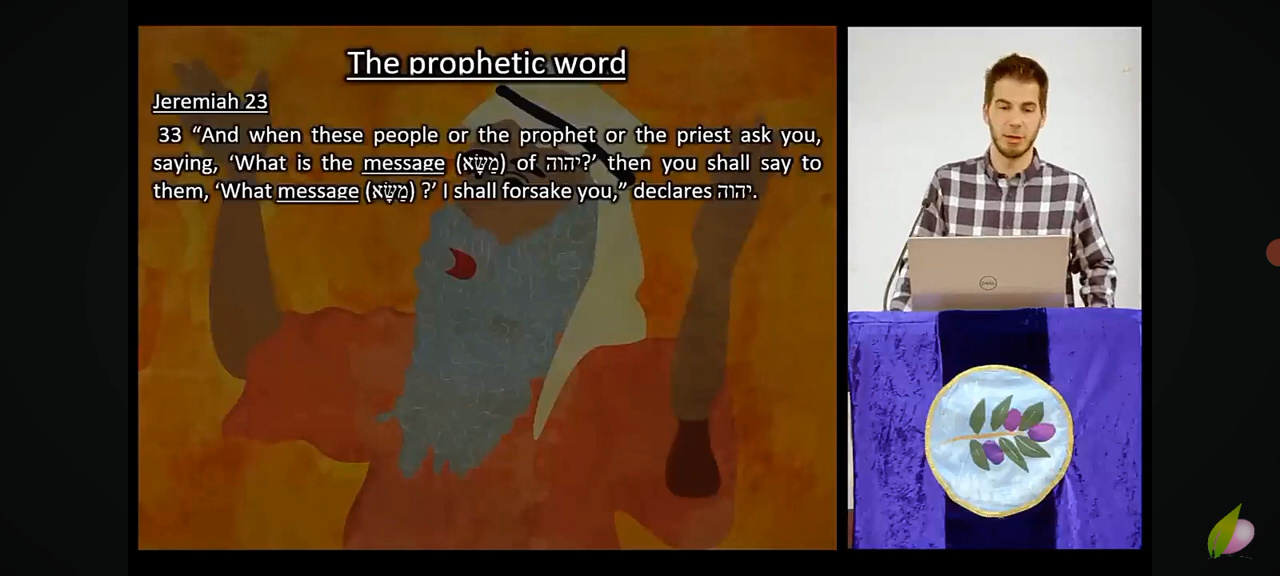 The prophetic word
Jeremiah 23
33 “And when these people or the prophet or the priest ask you,
saying, ‘What is the message (מַשָּׂא) of יהוה?’ then you shall say to
them, ‘What message (מַשָּׂא) ?’ I shall forsake you,” declares יהוה.
DELL